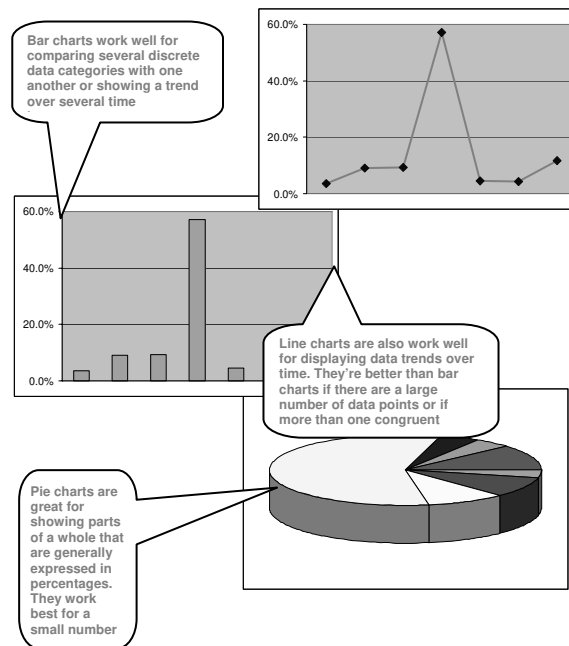 Bar charts work well for
comparing several discrete
data categories with one
another or showing a trend
over several time
60.0%
40.0%
20.0%
0.0%
60.0%
40.0%
20.0%
0.0%
Line charts are also work well
for displaying data trends over
time. They're better than bar
charts if there are a large
number of data points or if
more than one congruent
Pie charts are
great for
showing parts
of a whole that
are generally
expressed in
percentages.
They work
best for a
small number